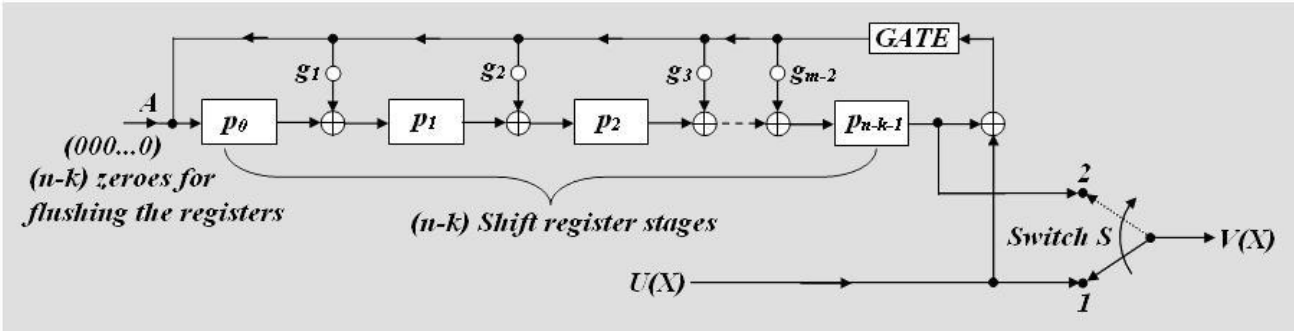 GATE
g1
g2
g3
gm-2
A
p0
p1
p2
pn-k-1
(000...0)
(n-k) zeroes for
flushing the registers
(n-k) Shift register stages
2
Switch S
V(X)
U(X)
1